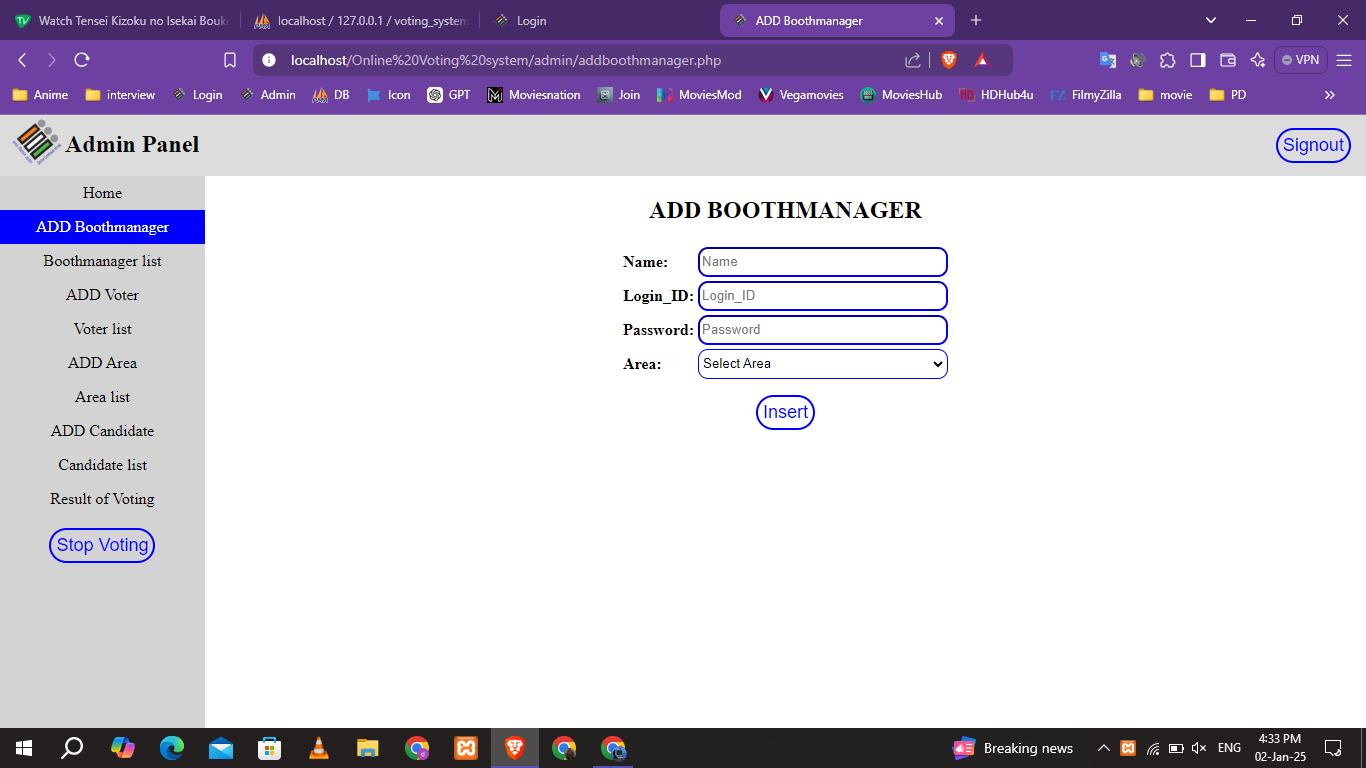 Watch Tensei Kizoku no Isekai Bouk
localhost / 127.0.0.1 / voting_system
Login
ADD Boothmanager
localhost/Online%20Voting%20system/admin/addboothmanager.php
VPN
Anime
interview
Login
Admin
DB
Icon
GPT
Moviesnation
Join
MoviesMod
Vegamovies
MoviesHub
HDHub4u
FilmyZilla
movie
PD
Admin Panel
Signout
Home
ADD Boothmanager
Boothmanager list
ADD Voter
Voter list
ADD Area
Area list
ADD Candidate
Candidate list
Result of Voting
Stop Voting
ADD BOOTHMANAGER
Name: Name
Login_ID: Login_ID
Password: Password
Area: Select Area
Insert
Breaking news
ENG
4:33 PM
02-Jan-25